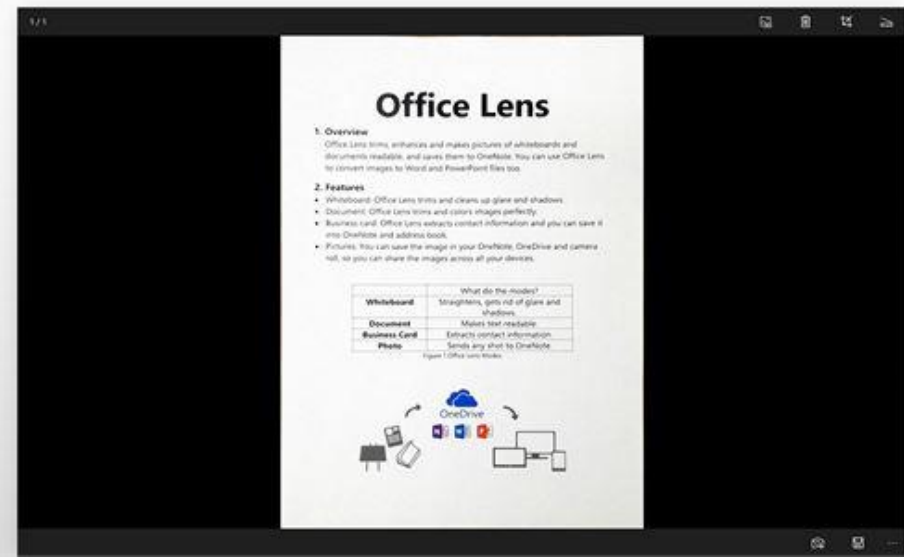 1/1
Office Lens
1. Overview
Office Lens trims, enhances and makes pictures of whiteboards and
documents readable, and saves them to OneNote. You can use Office Lens
to convert images to Word and PowerPoint files too.
2. Features
• Whiteboard: Office Lens trims and cleans up glare and shadows.
• Document: Office Lens trims and colors images perfectly.
• Business card: Office Lens extracts contact information and you can save it
into OneNote and address book.
• Pictures: You can save the image in your OneNote, OneDrive and camera
roll, so you can share the images across all your devices.
What do the modes?
Whiteboard Straightens, gets rid of glare and
shadows.
Document Makes text readable
Business Card Extracts contact information
Photo Sends any shot to OneNote
Figure 1 Office Lens Modes
OneDrive
N W P